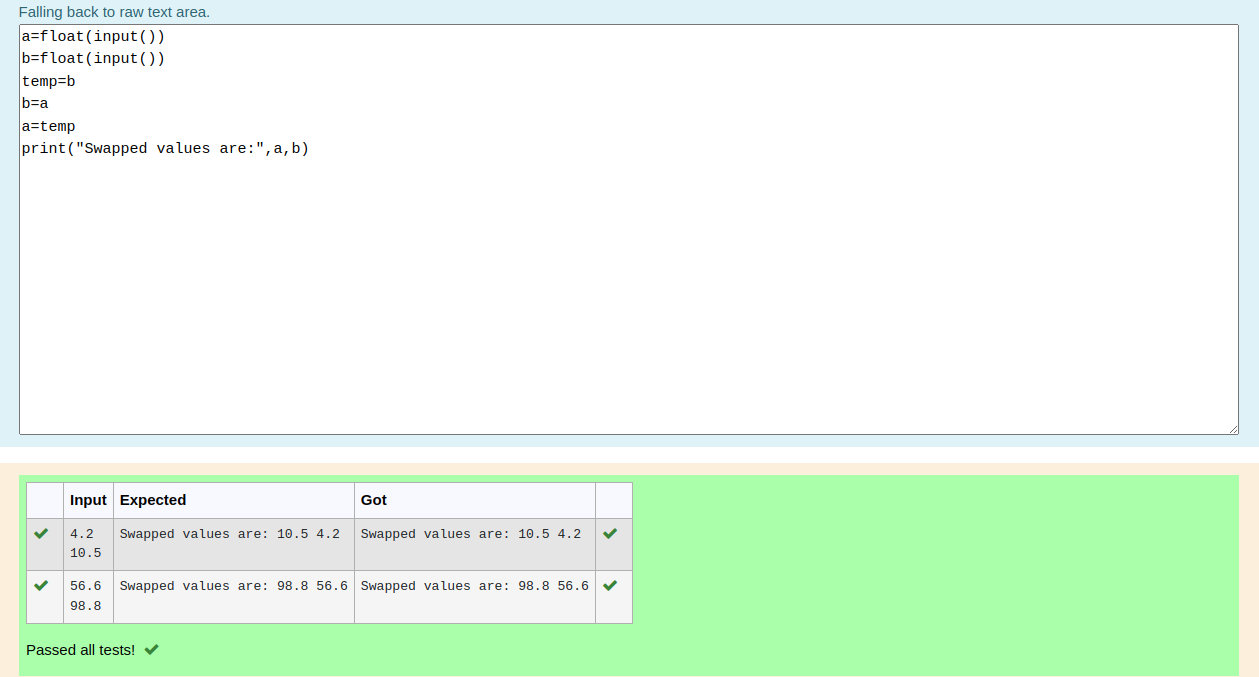 Falling back to raw text area.
a=float(input())
b=float(input())
temp=b
b=a
a=temp
print("Swapped values are:",a,b)
Input Expected Got
4.2 Swapped values are: 10.5 4.2 Swapped values are: 10.5 4.2
10.5
56.6 Swapped values are: 98.8 56.6 Swapped values are: 98.8 56.6
98.8
Passed all tests!